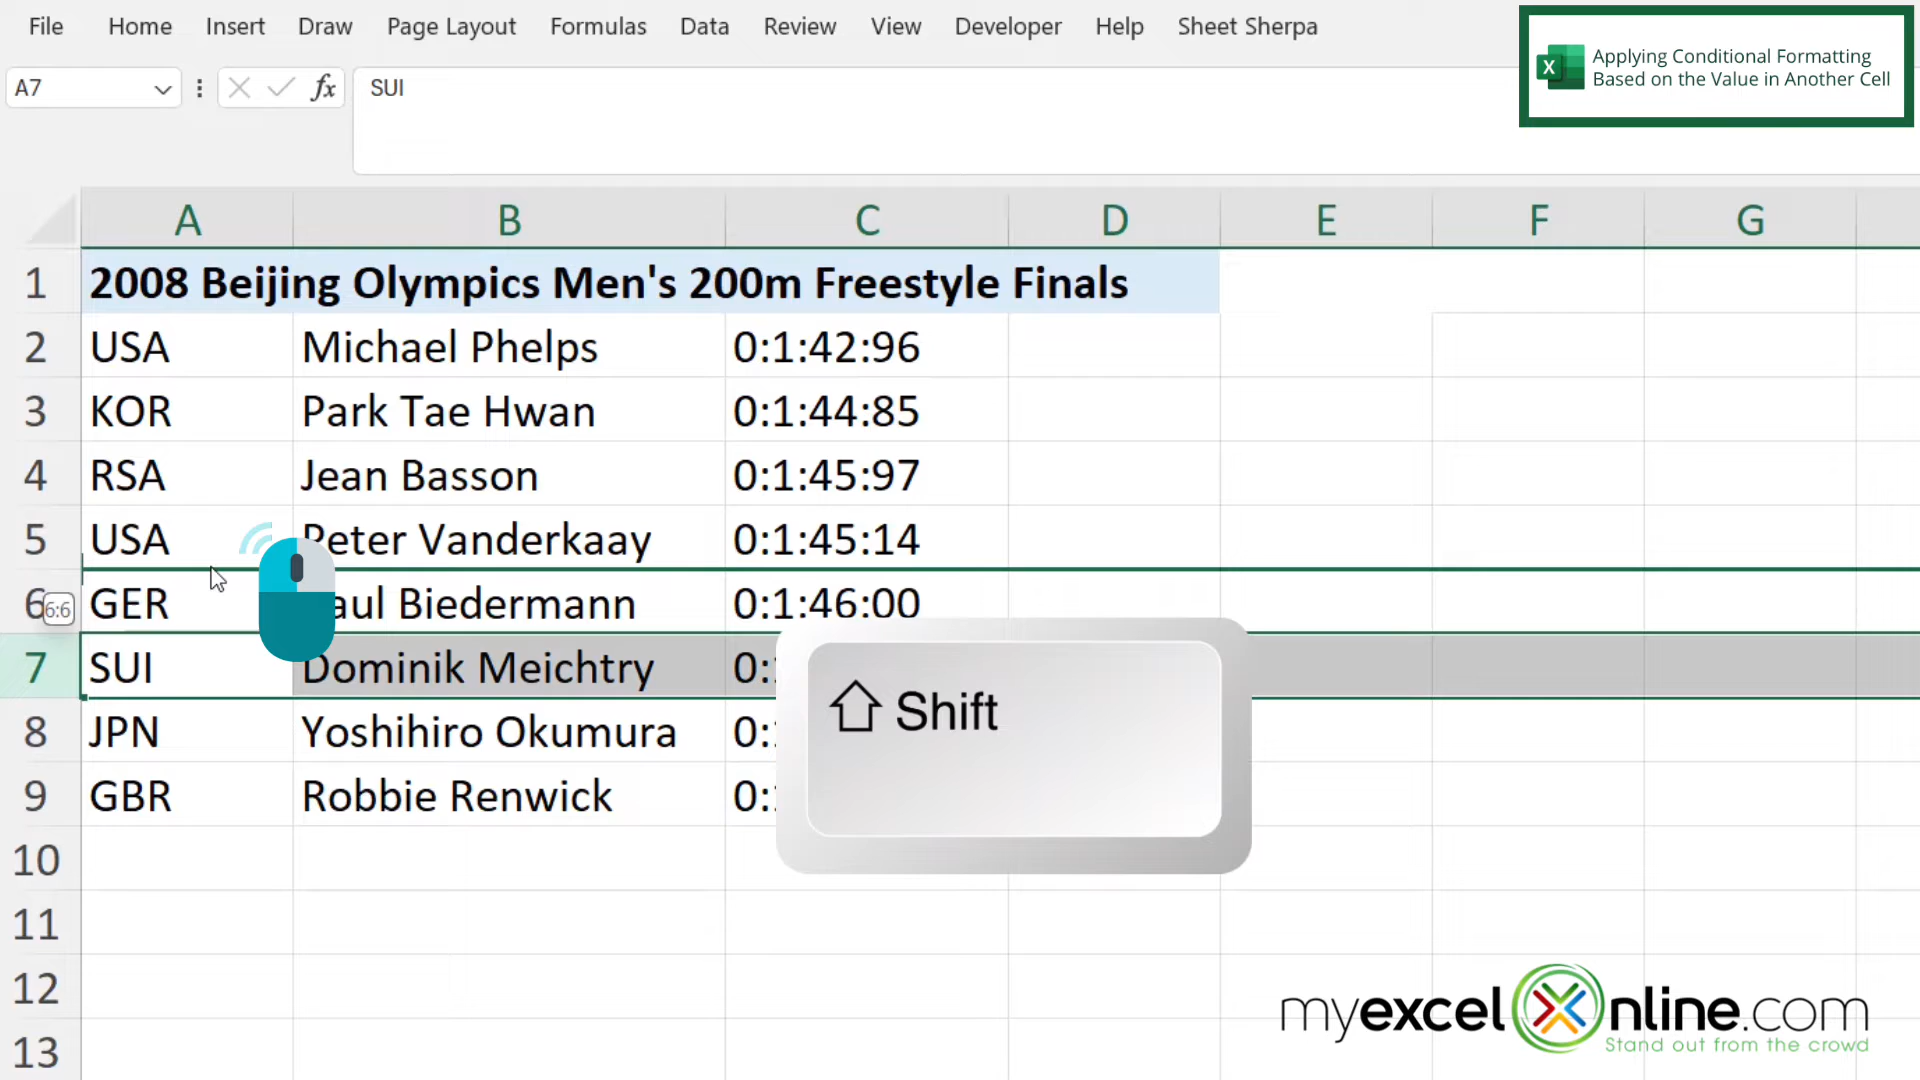 File Home Insert Draw Page Layout Formulas Data Review View Developer Help Sheet Sherpa
Applying Conditional Formatting
Based on the Value in Another Cell
A7 fx SUI
A B C D E F G
1 2008 Beijing Olympics Men's 200m Freestyle Finals
2 USA Michael Phelps 0:1:42:96
3 KOR Park Tae Hwan 0:1:44:85
4 RSA Jean Basson 0:1:45:97
5 USA Peter Vanderkaay 0:1:45:14
6 6:6 GER Paul Biedermann 0:1:46:00
7 SUI Dominik Meichtry 0:
Shift
8 JPN Yoshihiro Okumura 0:
9 GBR Robbie Renwick 0:
10
11
12
13
myexcelonline.com
Stand out from the crowd